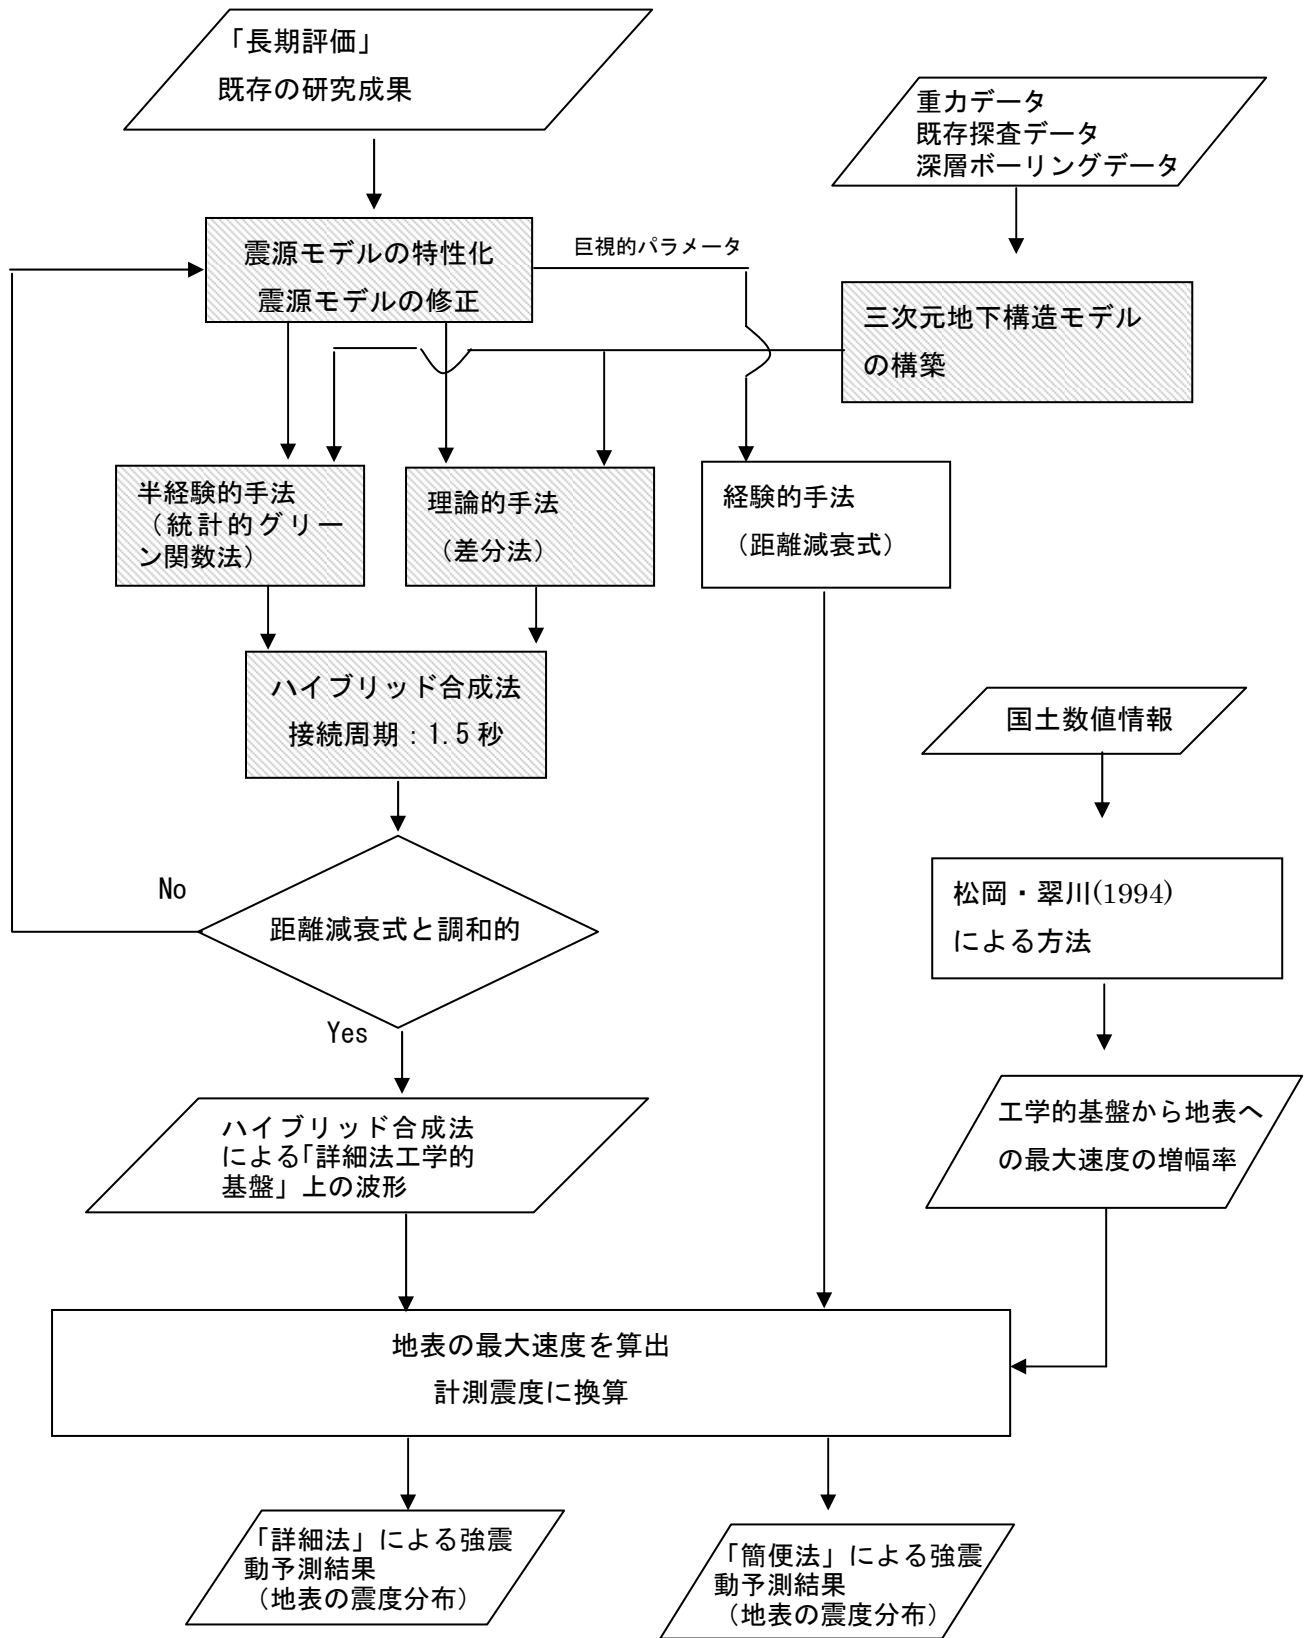 「長期評価」
既存の研究成果
重力データ
既存探査データ
深層ボーリングデータ
震源モデルの特性化
震源モデルの修正
巨視的パラメータ
三次元地下構造モデル
の構築
半経験的手法
（統計的グリー
ン関数法）
理論的手法
（差分法）
経験的手法
（距離減衰式）
ハイブリッド合成法
接続周期：1.5秒
国土数値情報
No
距離減衰式と調和的
松岡・翠川(1994)
による方法
Yes
ハイブリッド合成法
による「詳細法工学的
基盤」上の波形
工学的基盤から地表へ
の最大速度の増幅率
地表の最大速度を算出
計測震度に換算
「詳細法」による強震
動予測結果
（地表の震度分布）
「簡便法」による強震
動予測結果
（地表の震度分布）